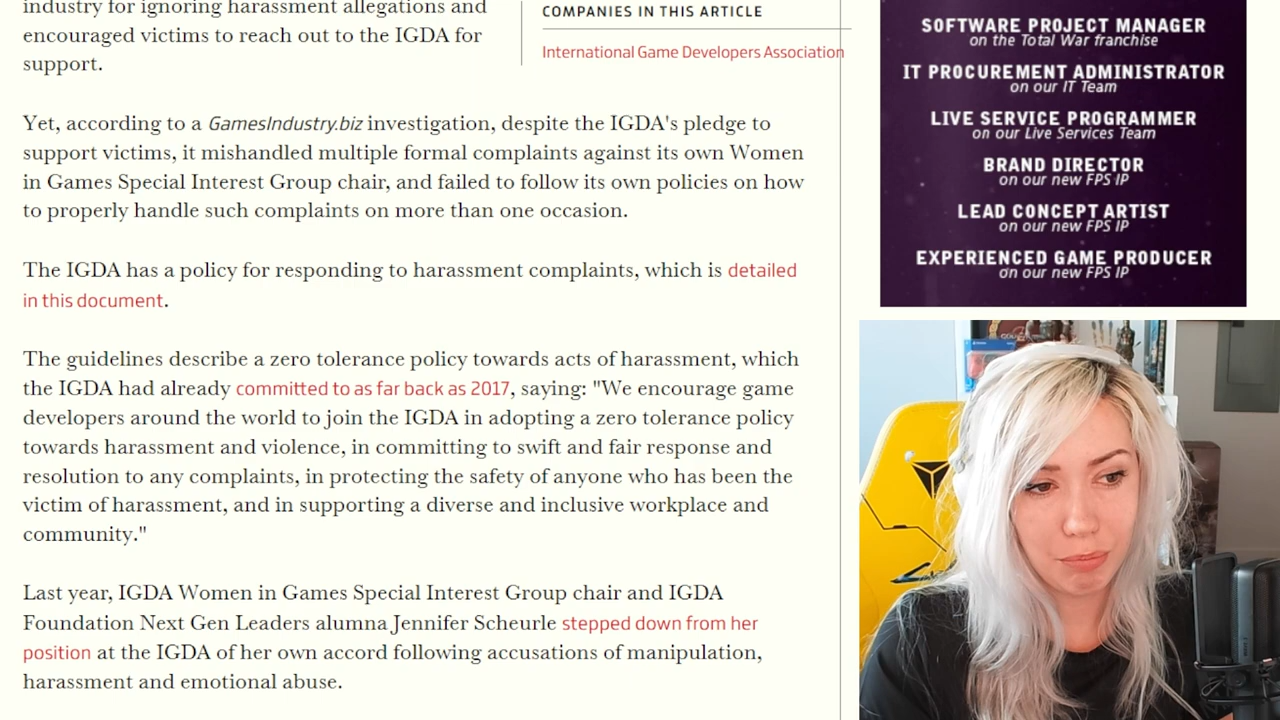 industry for ignoring harassment allegations and
encouraged victims to reach out to the IGDA for
support.
COMPANIES IN THIS ARTICLE
International Game Developers Association
Yet, according to a GamesIndustry.biz investigation, despite the IGDA's pledge to
support victims, it mishandled multiple formal complaints against its own Women
in Games Special Interest Group chair, and failed to follow its own policies on how
to properly handle such complaints on more than one occasion.
The IGDA has a policy for responding to harassment complaints, which is detailed
in this document.
The guidelines describe a zero tolerance policy towards acts of harassment, which
the IGDA had already committed to as far back as 2017, saying: "We encourage game
developers around the world to join the IGDA in adopting a zero tolerance policy
towards harassment and violence, in committing to swift and fair response and
resolution to any complaints, in protecting the safety of anyone who has been the
victim of harassment, and in supporting a diverse and inclusive workplace and
community."
Last year, IGDA Women in Games Special Interest Group chair and IGDA
Foundation Next Gen Leaders alumna Jennifer Scheurle stepped down from her
position at the IGDA of her own accord following accusations of manipulation,
harassment and emotional abuse.
SOFTWARE PROJECT MANAGER
on the Total War franchise
IT PROCUREMENT ADMINISTRATOR
on our IT Team
LIVE SERVICE PROGRAMMER
on our Live Services Team
BRAND DIRECTOR
on our new FPS IP
LEAD CONCEPT ARTIST
on our new FPS IP
EXPERIENCED GAME PRODUCER
on our new FPS IP